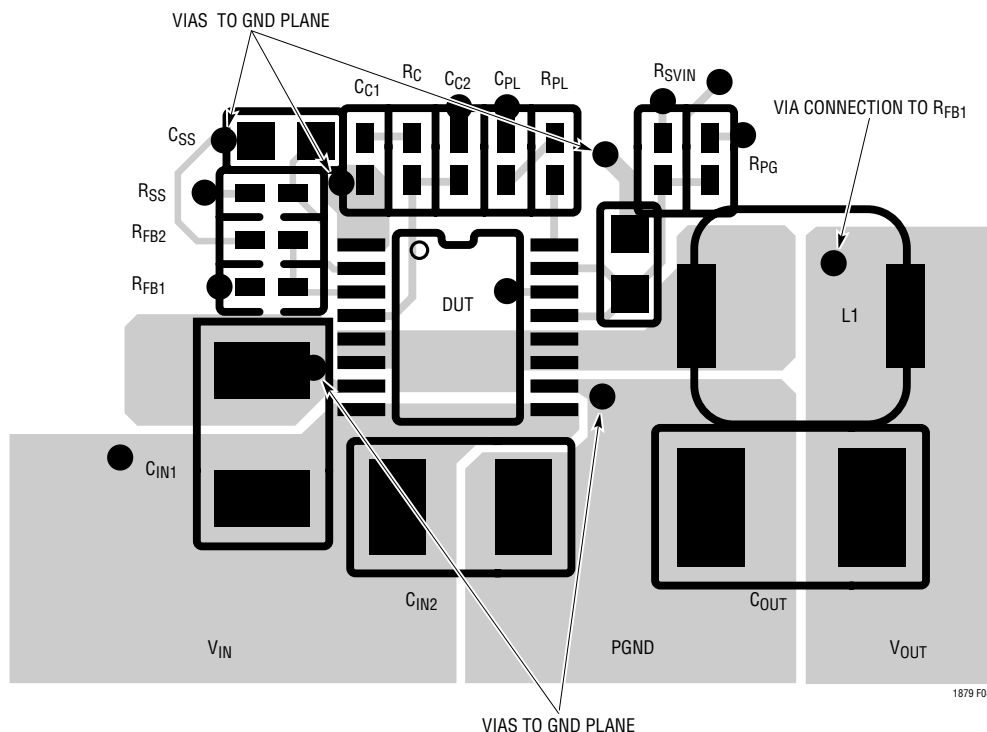 VIAS TO GND PLANE
CC1
RC
CC2
CPL
RPL
RSVIN
VIA CONNECTION TO RFB1
CSS
RPG
RSS
RFB2
RFB1
DUT
L1
CIN1
CIN2
COUT
VIN
PGND
VOUT
1879 F0
VIAS TO GND PLANE